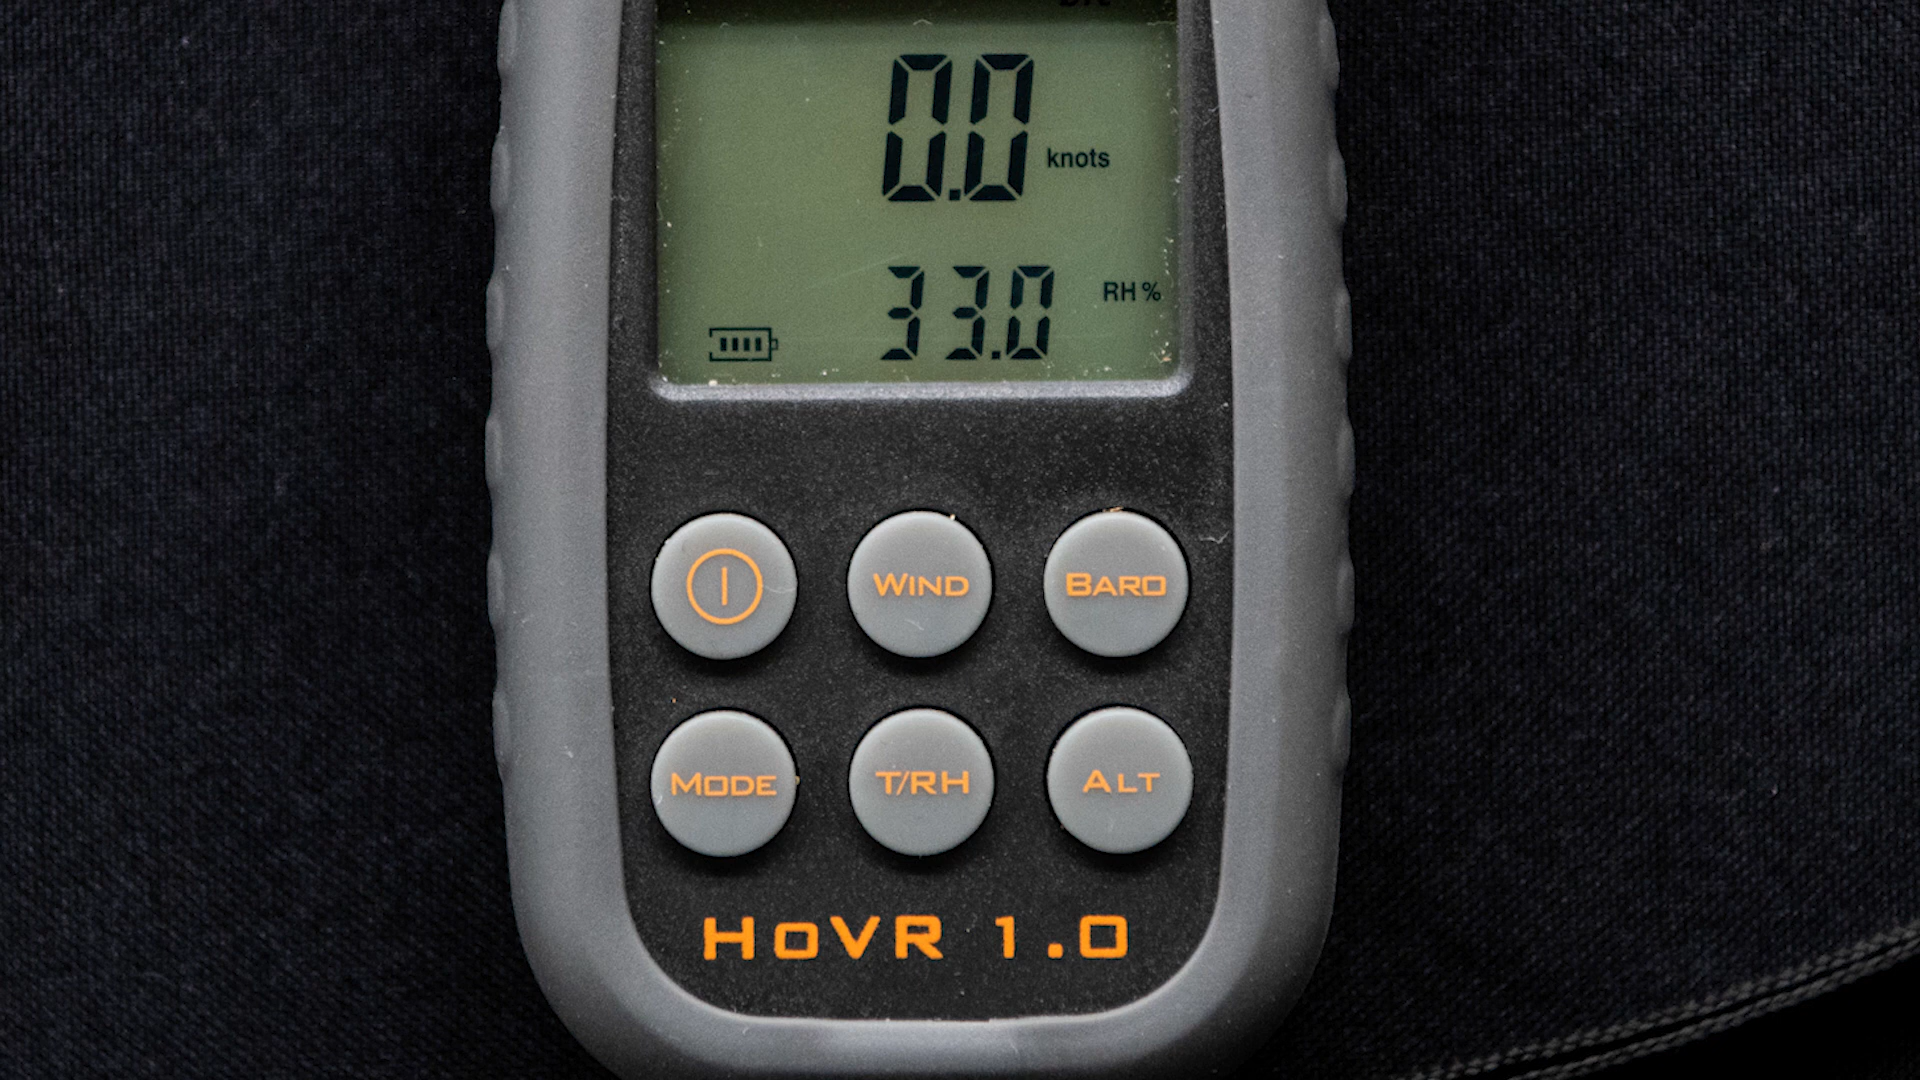 0.0 knots
33.0 RH%
WIND BARO
MODE T/RH ALT
HoVR 1.0